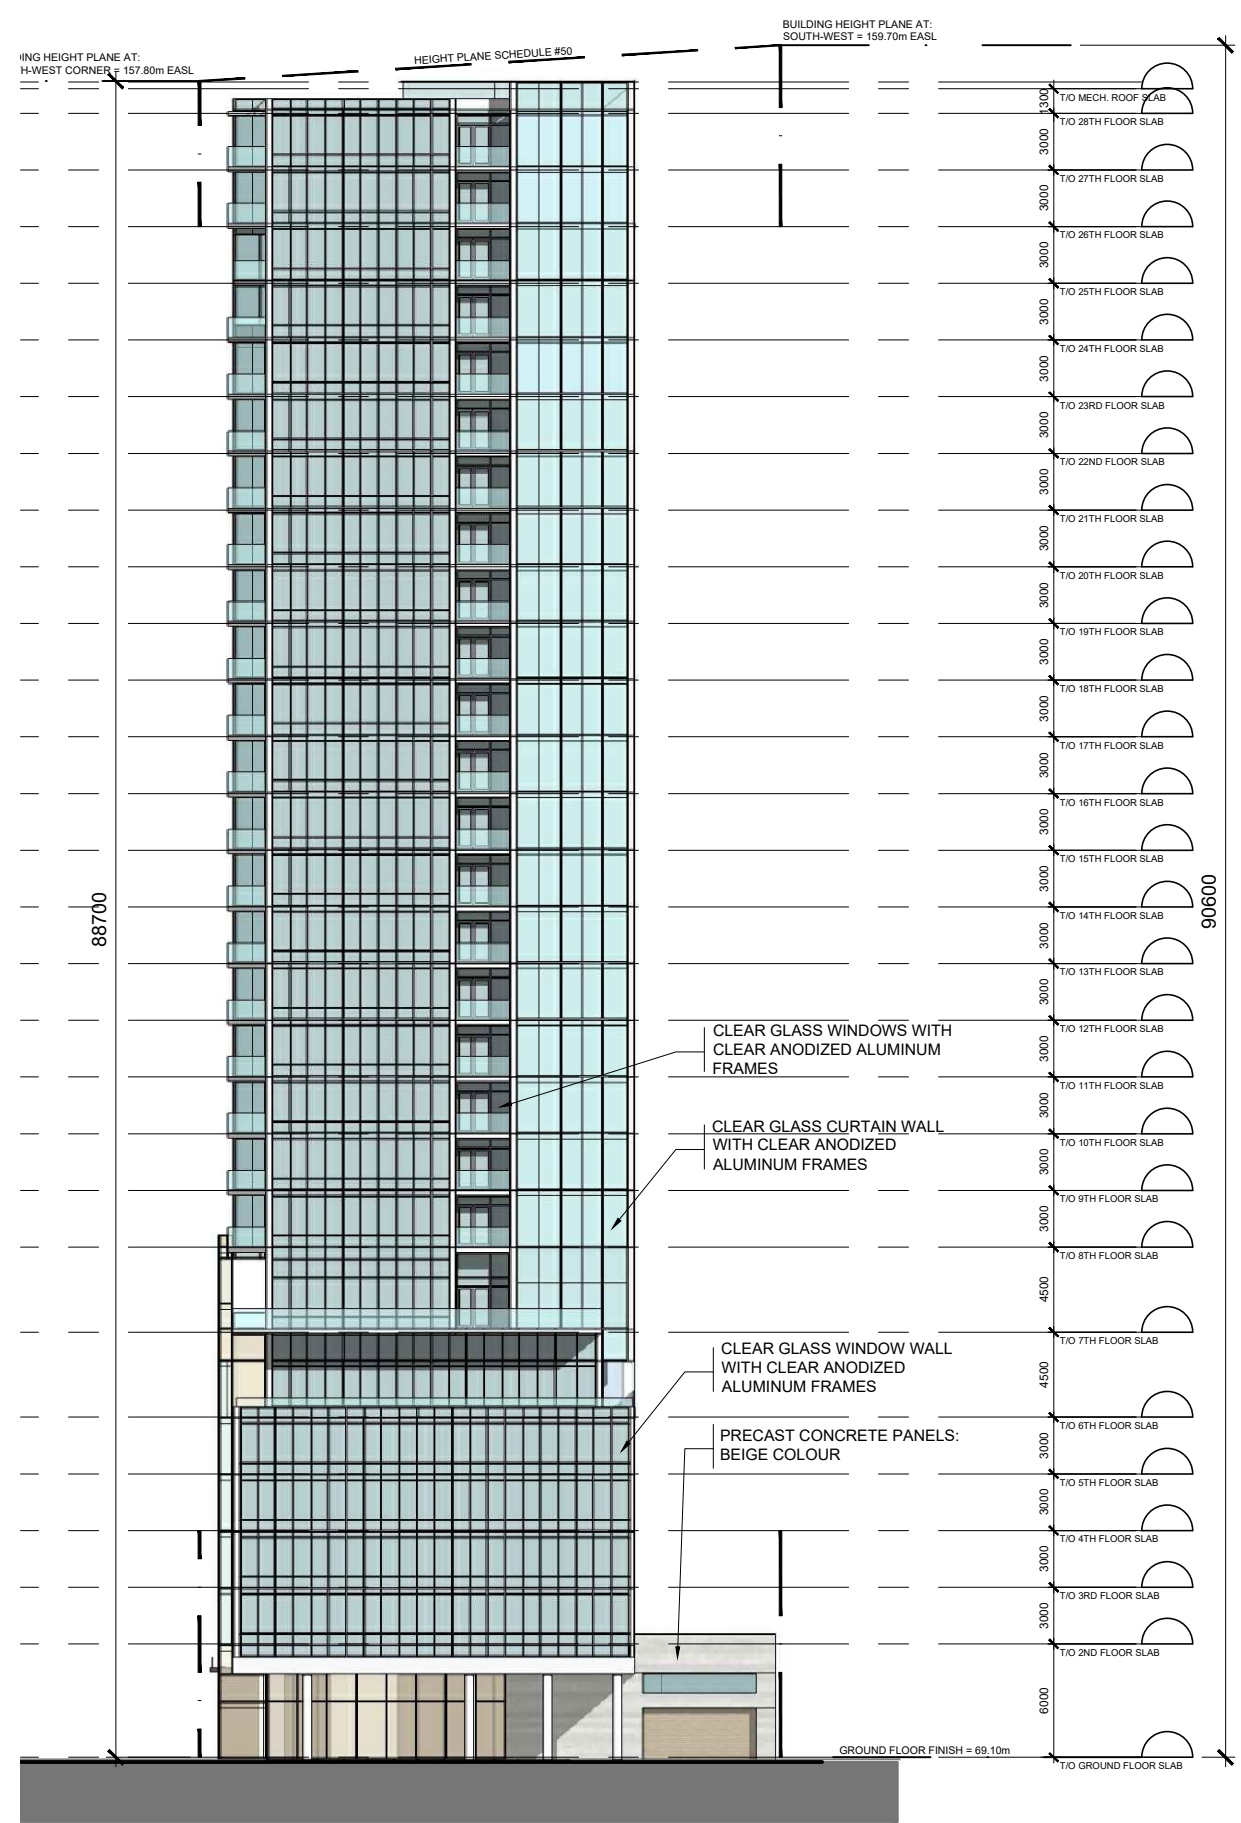 BUILDING HEIGHT PLANE AT:
SOUTH-WEST = 159.70m EASL
ING HEIGHT PLANE AT:
H-WEST CORNER = 157.80m EASL
HEIGHT PLANE SCHEDULE #50
1300
T/O MECH. ROOF SLAB
T/O 28TH FLOOR SLAB
3000
T/O 27TH FLOOR SLAB
3000
T/O 26TH FLOOR SLAB
3000
T/O 25TH FLOOR SLAB
3000
T/O 24TH FLOOR SLAB
3000
T/O 23RD FLOOR SLAB
3000
T/O 22ND FLOOR SLAB
3000
T/O 21TH FLOOR SLAB
3000
T/O 20TH FLOOR SLAB
3000
T/O 19TH FLOOR SLAB
3000
T/O 18TH FLOOR SLAB
3000
T/O 17TH FLOOR SLAB
3000
T/O 16TH FLOOR SLAB
3000
T/O 15TH FLOOR SLAB
3000
T/O 14TH FLOOR SLAB
88700
90600
3000
T/O 13TH FLOOR SLAB
3000
T/O 12TH FLOOR SLAB
CLEAR GLASS WINDOWS WITH
CLEAR ANODIZED ALUMINUM
FRAMES
3000
T/O 11TH FLOOR SLAB
3000
CLEAR GLASS CURTAIN WALL
WITH CLEAR ANODIZED
ALUMINUM FRAMES
T/O 10TH FLOOR SLAB
3000
T/O 9TH FLOOR SLAB
3000
T/O 8TH FLOOR SLAB
4500
T/O 7TH FLOOR SLAB
CLEAR GLASS WINDOW WALL
WITH CLEAR ANODIZED
ALUMINUM FRAMES
4500
T/O 6TH FLOOR SLAB
PRECAST CONCRETE PANELS:
BEIGE COLOUR
3000
T/O 5TH FLOOR SLAB
3000
T/O 4TH FLOOR SLAB
3000
T/O 3RD FLOOR SLAB
3000
T/O 2ND FLOOR SLAB
6000
GROUND FLOOR FINISH = 69.10m
T/O GROUND FLOOR SLAB